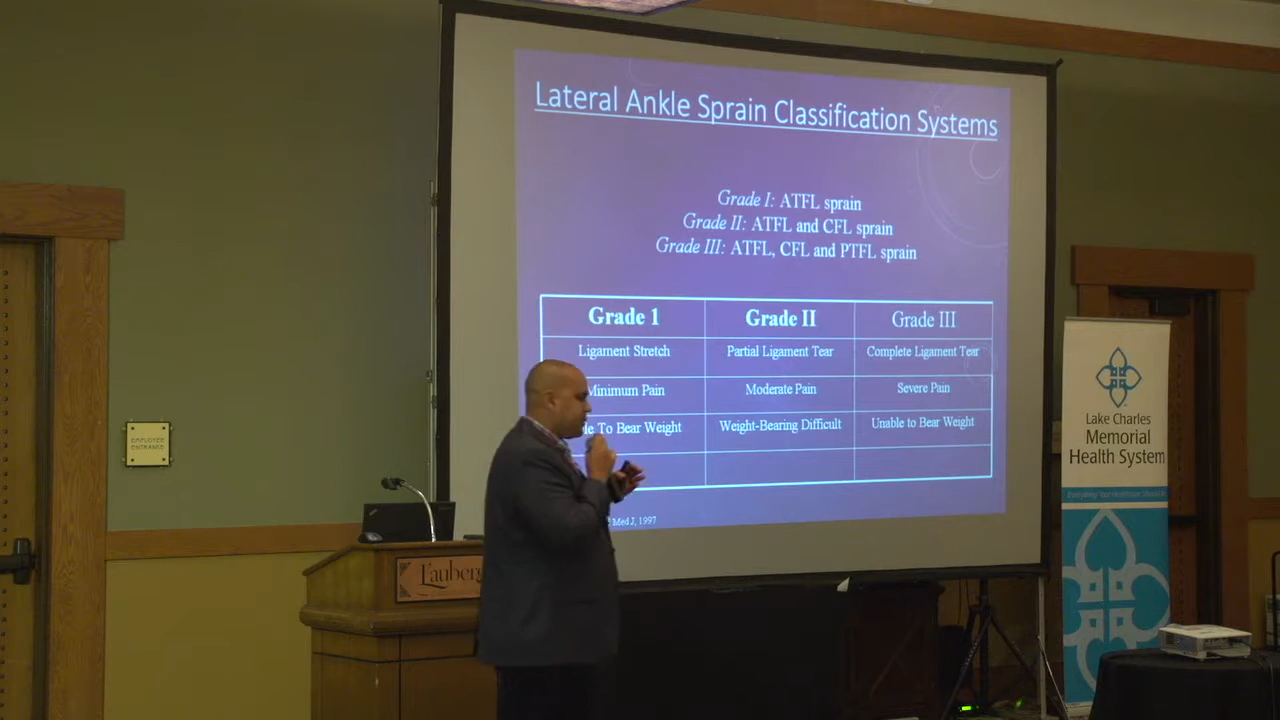 Lateral Ankle Sprain Classification Systems
Grade I: ATFL sprain
Grade II: ATFL and CFL sprain
Grade III: ATFL, CFL and PTFL sprain
Grade 1 Grade II Grade III
Ligament Stretch Partial Ligament Tear Complete Ligament Tear
Minimum Pain Moderate Pain Severe Pain
To Bear Weight Weight-Bearing Difficult Unable to Bear Weight
Med J, 1997
EMPLOYEE
ENTRANCE
Lake Charles
Memorial
Health System